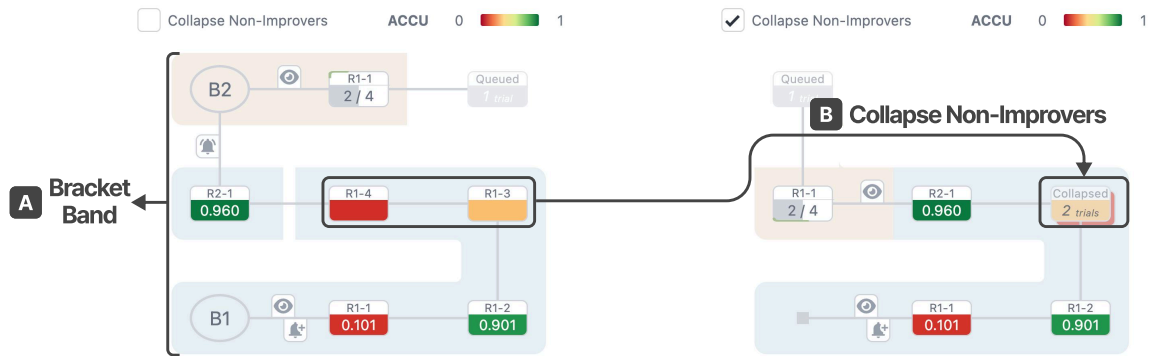 Collapse Non-Improvers ACCU 0 1
Collapse Non-Improvers ACCU 0 1
B2
R1-1
2 / 4
Queued
1 trial
Queued
1 trial
B Collapse Non-Improvers
A Bracket
Band
R2-1
0.960
R1-4
R1-3
R1-1
2 / 4
R2-1
0.960
Collapsed
2 trials
B1
R1-1
0.101
R1-2
0.901
R1-1
0.101
R1-2
0.901